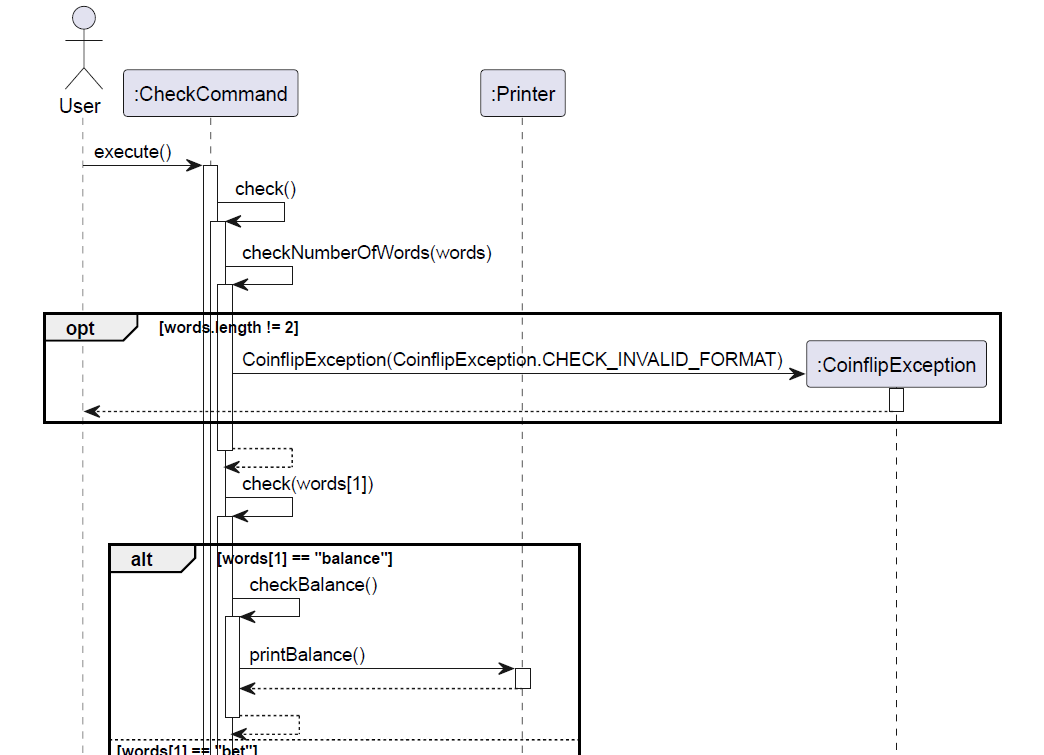 User
:CheckCommand
:Printer
execute()
check()
checkNumberOfWords(words)
opt
[words.length != 2]
CoinflipException(CoinflipException.CHECK_INVALID_FORMAT)
:CoinflipException
check(words[1])
alt
[words[1] == "balance"]
checkBalance()
printBalance()
[words[1] == "bet"]